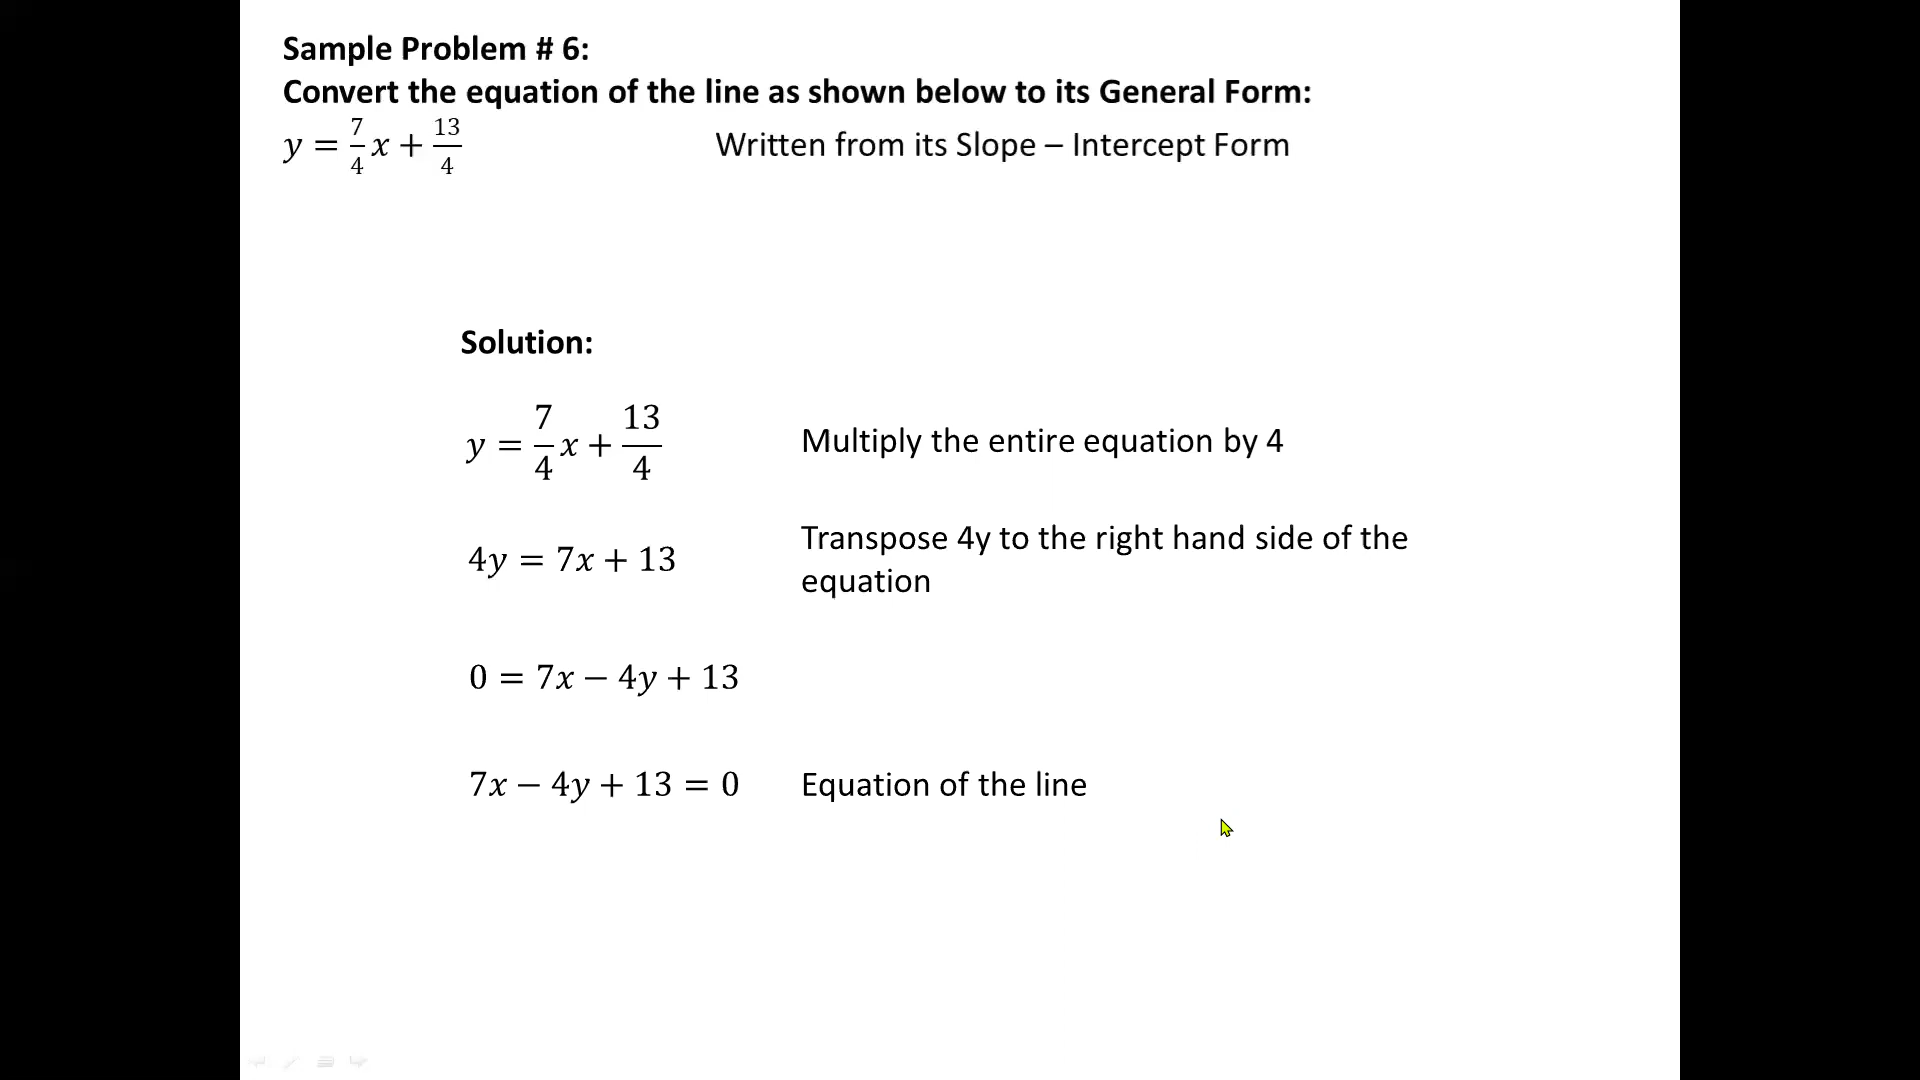 Sample Problem # 6:
Convert the equation of the line as shown below to its General Form:
y = 7/4 x + 13/4 Written from its Slope – Intercept Form
Solution:
y = 7/4 x + 13/4 Multiply the entire equation by 4
4y = 7x + 13 Transpose 4y to the right hand side of the
equation
0 = 7x − 4y + 13
7x − 4y + 13 = 0 Equation of the line